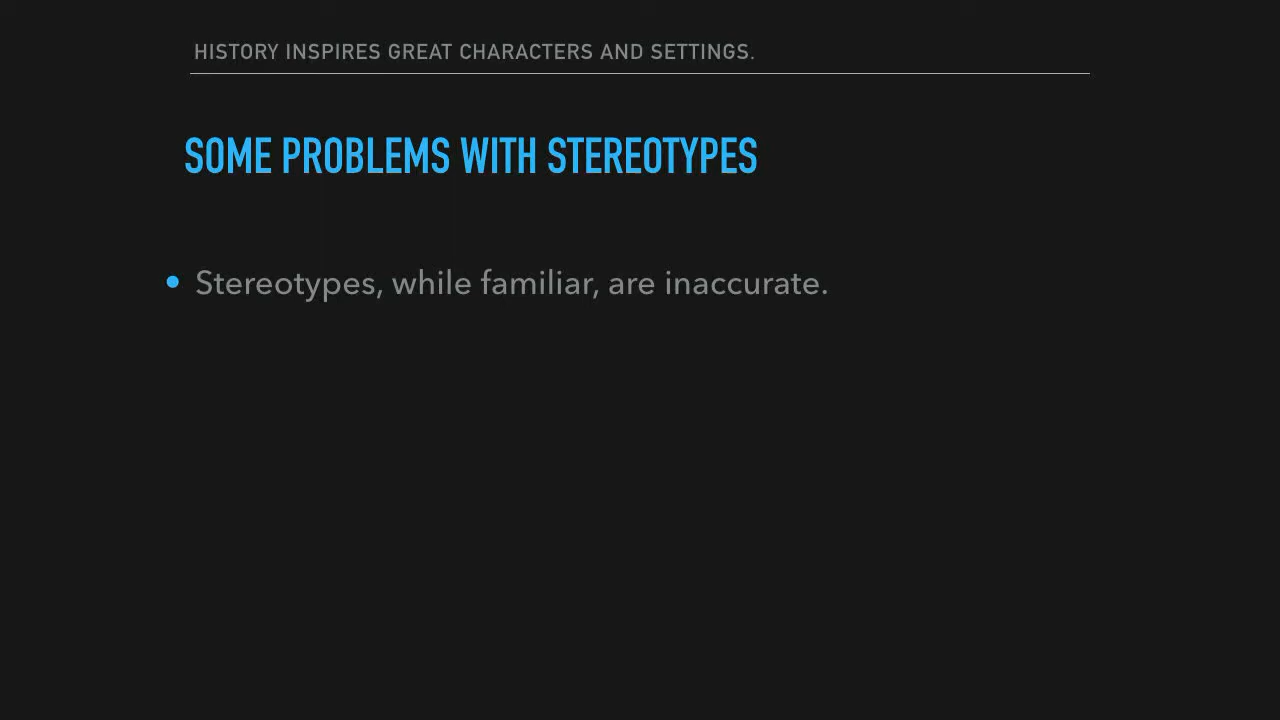 HISTORY INSPIRES GREAT CHARACTERS AND SETTINGS.
SOME PROBLEMS WITH STEREOTYPES
• Stereotypes, while familiar, are inaccurate.